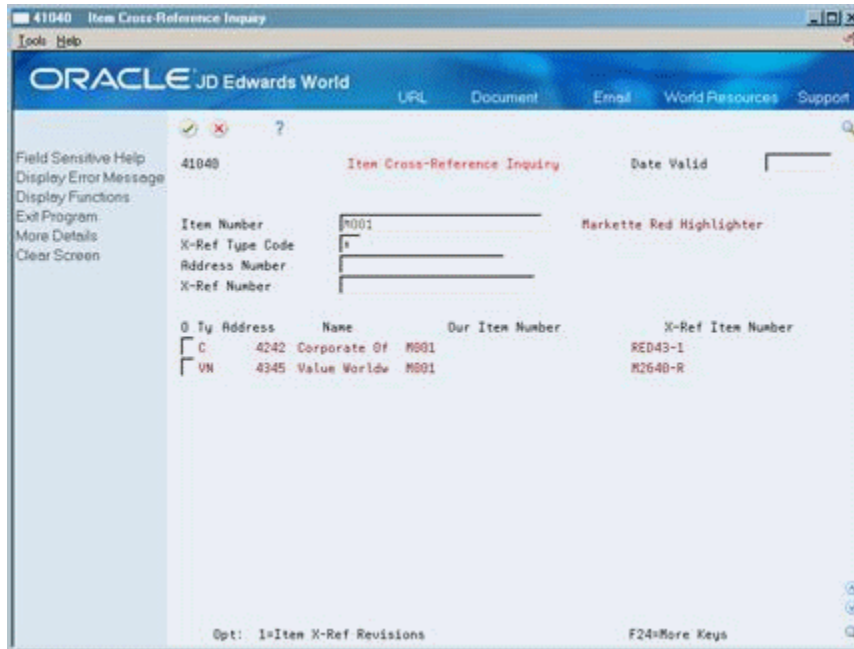 41040 Item Cross-Reference Inquiry
Tools Help
ORACLE JD Edwards World
URL Document Email World Resources Support
Field Sensitive Help
Display Error Message
Display Functions
Exit Program
More Details
Clear Screen
?
41040 Item Cross-Reference Inquiry Date Valid
Item Number M001 Markette Red Highlighter
X-Ref Type Code *
Address Number
X-Ref Number
O Ty Address Name Our Item Number X-Ref Item Number
C 4242 Corporate Of M001 RED43-1
VN 4345 Value Worldw M001 M2640-R
Opt: 1=Item X-Ref Revisions F24=More Keys